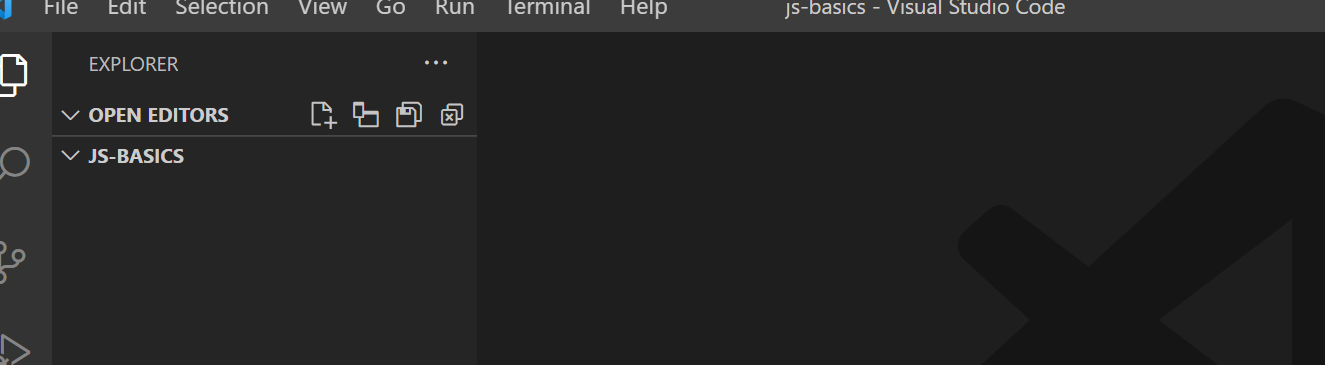 File Edit Selection View Go Run Terminal Help js-basics - Visual Studio Code
EXPLORER
OPEN EDITORS
JS-BASICS